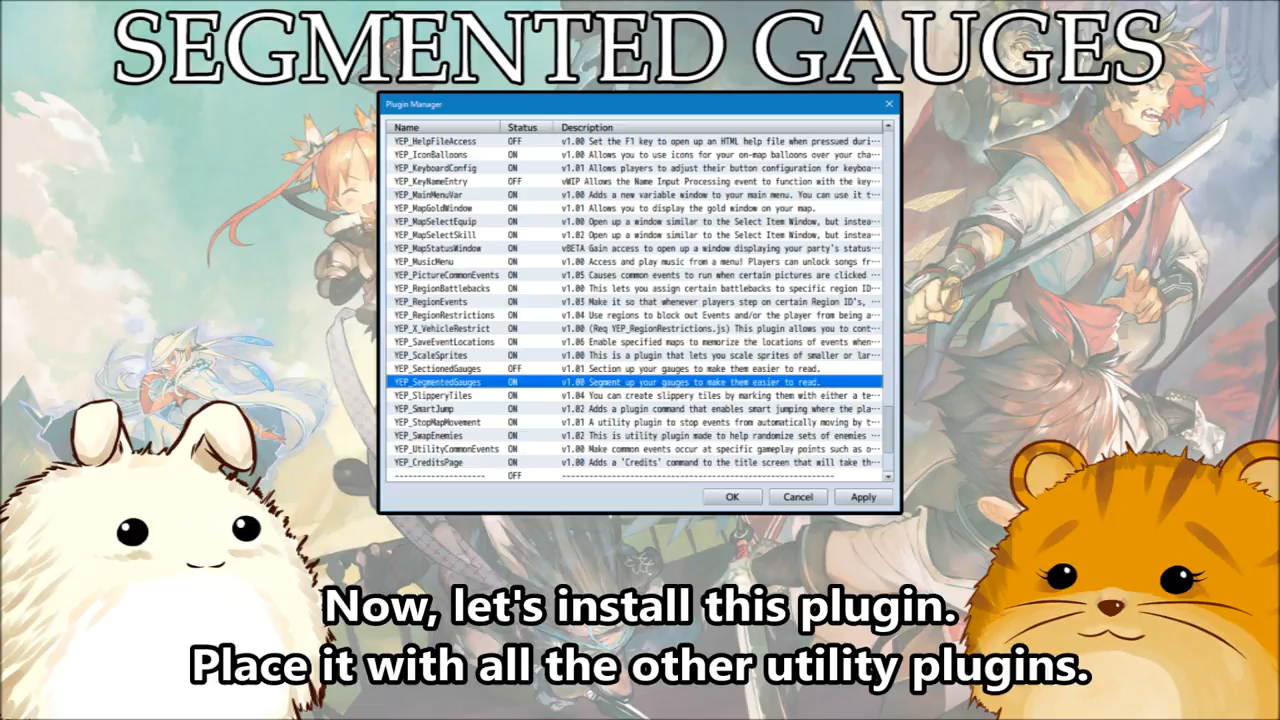 SEGMENTED GAUGES
Plugin Manager
Name Status Description
YEP_HelpFileAccess OFF v1.00 Set the F1 key to open up an HTML help file when pressed duri···
YEP_IconBalloons ON v1.00 Allows you to use icons for your on-map balloons over your cha···
YEP_KeyboardConfig ON v1.01 Allows players to adjust their button configuration for keyboa···
YEP_KeyNameEntry OFF vWIP Allows the Name Input Processing event to function with the key···
YEP_MainMenuVar ON v1.00 Adds a new variable window to your main menu. You can use it t···
YEP_MapGoldWindow ON v1.01 Allows you to display the gold window on your map.
YEP_MapSelectEquip ON v1.00 Open up a window similar to the Select Item Window, but instea···
YEP_MapSelectSkill ON v1.02 Open up a window similar to the Select Item Window, but instea···
YEP_MapStatusWindow ON vBETA Gain access to open up a window displaying your party's status···
YEP_MusicMenu ON v1.00 Access and play music from a menu! Players can unlock songs fr···
YEP_PictureCommonEvents ON v1.05 Causes common events to run when certain pictures are clicked ···
YEP_RegionBattlebacks ON v1.00 This lets you assign certain battlebacks to specific region ID···
YEP_RegionEvents ON v1.03 Make it so that whenever players step on certain Region ID's, ···
YEP_RegionRestrictions ON v1.04 Use regions to block out Events and/or the player from being a···
YEP_X_VehicleRestrict ON v1.00 (Req YEP_RegionRestrictions.js) This plugin allows you to cont···
YEP_SaveEventLocations ON v1.06 Enable specified maps to memorize the locations of events when···
YEP_ScaleSprites ON v1.00 This is a plugin that lets you scale sprites of smaller or lar···
YEP_SectionedGauges OFF v1.01 Section up your gauges to make them easier to read.
YEP_SegmentedGauges ON v1.00 Segment up your gauges to make them easier to read.
YEP_SlipperyTiles ON v1.04 You can create slippery tiles by marking them with either a te···
YEP_SmartJump ON v1.02 Adds a plugin command that enables smart jumping where the pla···
YEP_StopMapMovement ON v1.01 A utility plugin to stop events from automatically moving by t···
YEP_SwapEnemies ON v1.02 This is utility plugin made to help randomize sets of enemies ···
YEP_UtilityCommonEvents ON v1.00 Make common events occur at specific gameplay points such as o···
YEP_CreditsPage ON v1.00 Adds a 'Credits' command to the title screen that will take th···
-------------------- OFF ------------------------------------------------------------
OK Cancel Apply
Now, let's install this plugin.
Place it with all the other utility plugins.